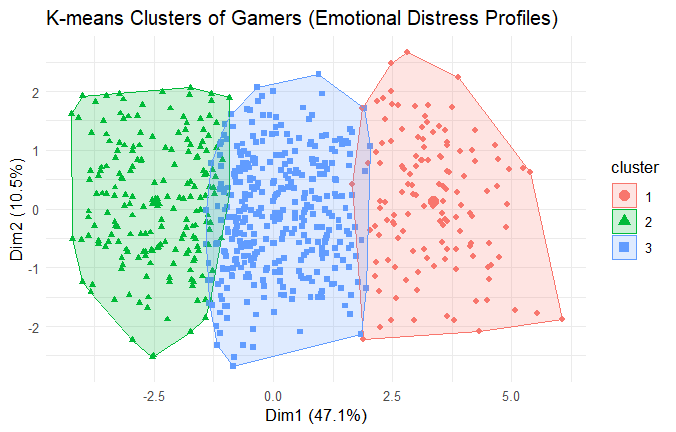 K-means Clusters of Gamers (Emotional Distress Profiles)
2
1
0
-1
-2
Dim2 (10.5%)
-2.5 0.0 2.5 5.0
Dim1 (47.1%)
cluster
1
2
3